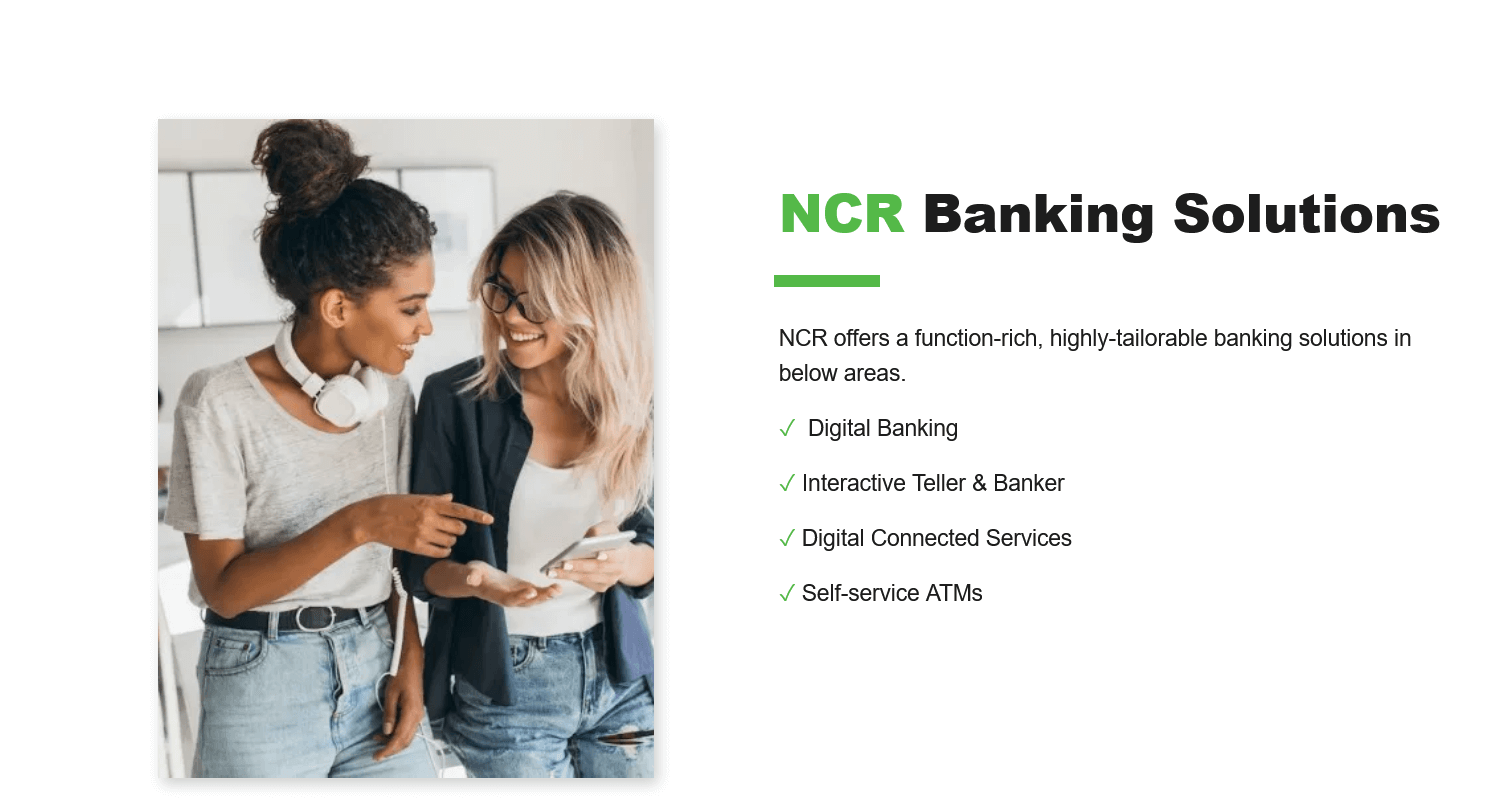 NCR Banking Solutions
NCR offers a function-rich, highly-tailorable banking solutions in
below areas.
✓ Digital Banking
✓ Interactive Teller & Banker
✓ Digital Connected Services
✓ Self-service ATMs